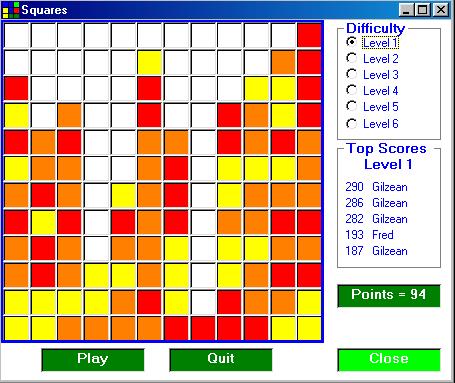 Squares
Difficulty
Level 1
Level 2
Level 3
Level 4
Level 5
Level 6
Top Scores
Level 1
290 Gilzean
286 Gilzean
282 Gilzean
193 Fred
187 Gilzean
Points = 94
Play
Quit
Close